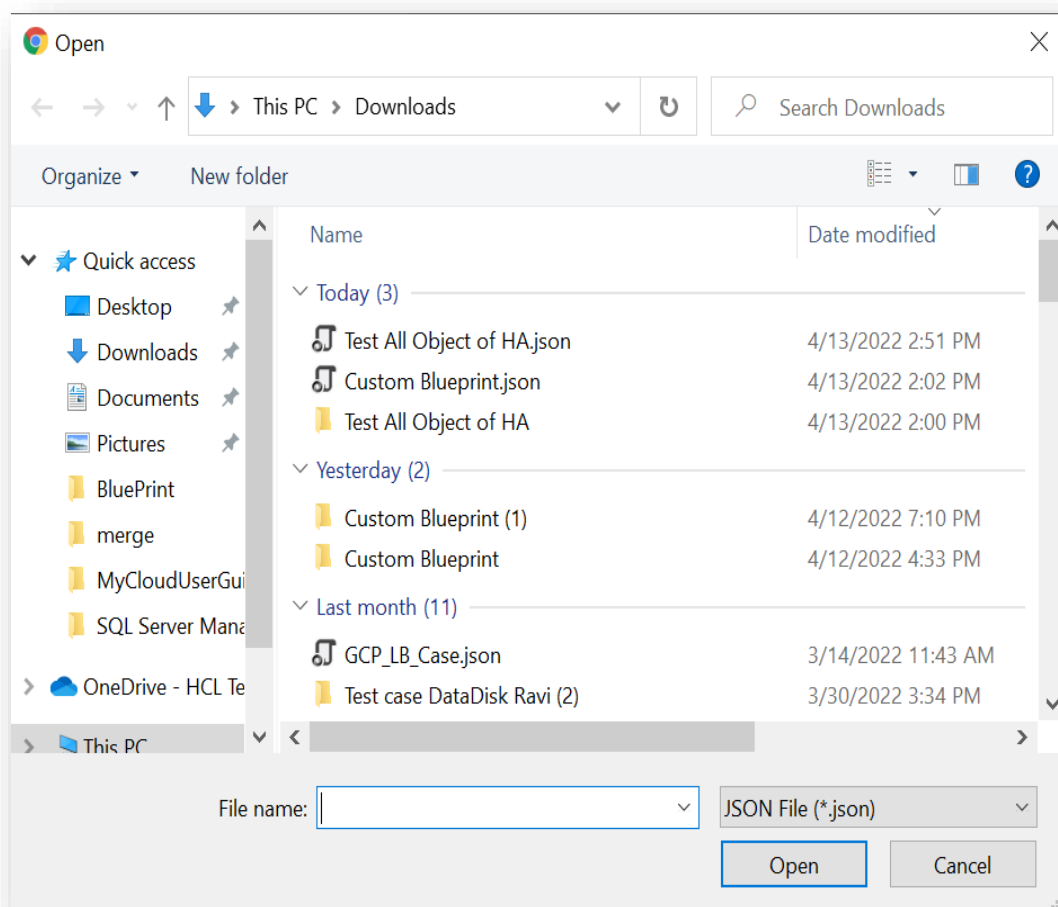 Open
This PC > Downloads
Search Downloads
Organize
New folder
?
Name
Date modified
Quick access
Desktop
Downloads
Documents
Pictures
BluePrint
merge
MyCloudUserGui
SQL Server Mana
OneDrive - HCL Te
This PC
Today (3)
Test All Object of HA.json 4/13/2022 2:51 PM
Custom Blueprint.json 4/13/2022 2:02 PM
Test All Object of HA 4/13/2022 2:00 PM
Yesterday (2)
Custom Blueprint (1) 4/12/2022 7:10 PM
Custom Blueprint 4/12/2022 4:33 PM
Last month (11)
GCP_LB_Case.json 3/14/2022 11:43 AM
Test case DataDisk Ravi (2) 3/30/2022 3:34 PM
File name:
JSON File (*.json)
Open
Cancel